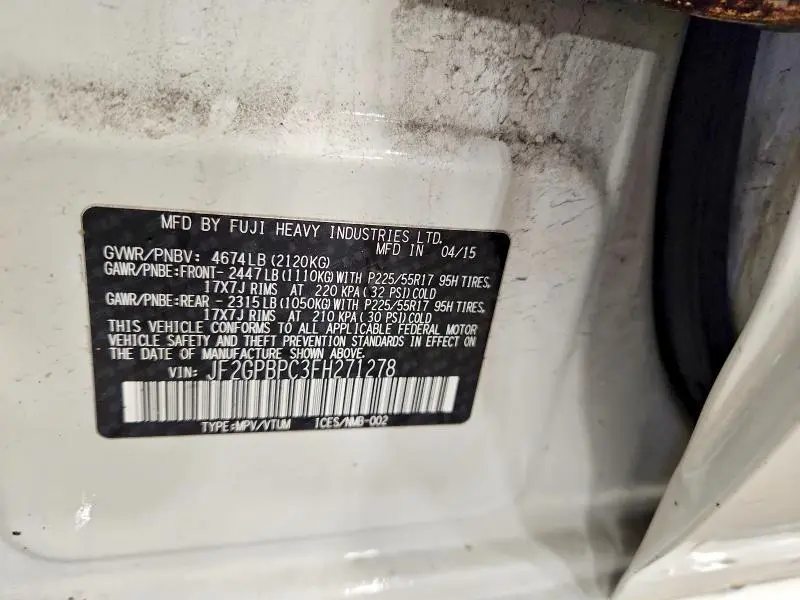 MFD BY FUJI HEAVY INDUSTRIES LTD.
MFD IN 04/15
GVWR/PNBV: 4674LB(2120KG)
GAWR/PNBE:FRONT-2447LB(1110KG)WITH P225/55R17 95H TIRES,
17X7J RIMS AT 220 KPA(32 PSI)COLD
GAWR/PNBE:REAR -2315LB(1050KG)WITH P225/55R17 95H TIRES,
17X7J RIMS AT 210 KPA(30 PSI)COLD
THIS VEHICLE CONFORMS TO ALL APPLICABLE FEDERAL MOTOR
VEHICLE SAFETY AND THEFT PREVENTION STANDARDS IN EFFECT ON
THE DATE OF MANUFACTURE SHOWN ABOVE.
VIN: JF2GPBPC3FH271278
TYPE:MPV/VTUM ICES/NMB-002